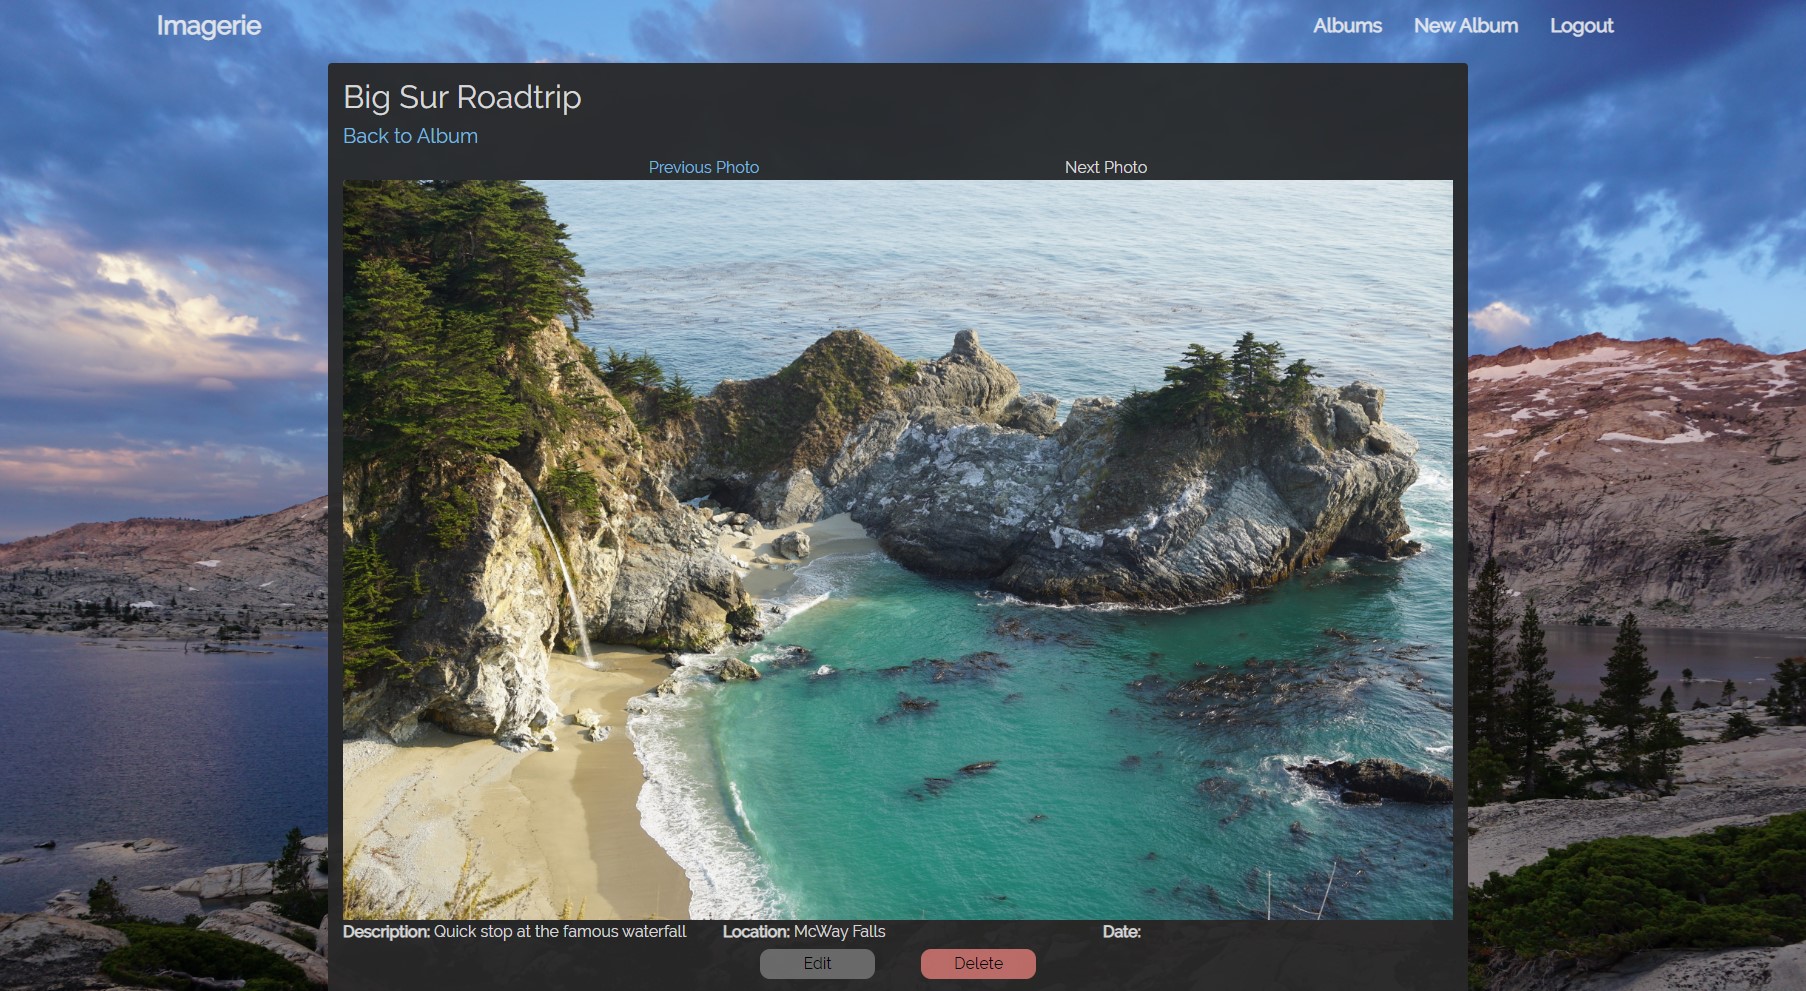 Imagerie
Albums New Album Logout
Big Sur Roadtrip
Back to Album
Previous Photo Next Photo
Description: Quick stop at the famous waterfall Location: McWay Falls Date:
Edit Delete